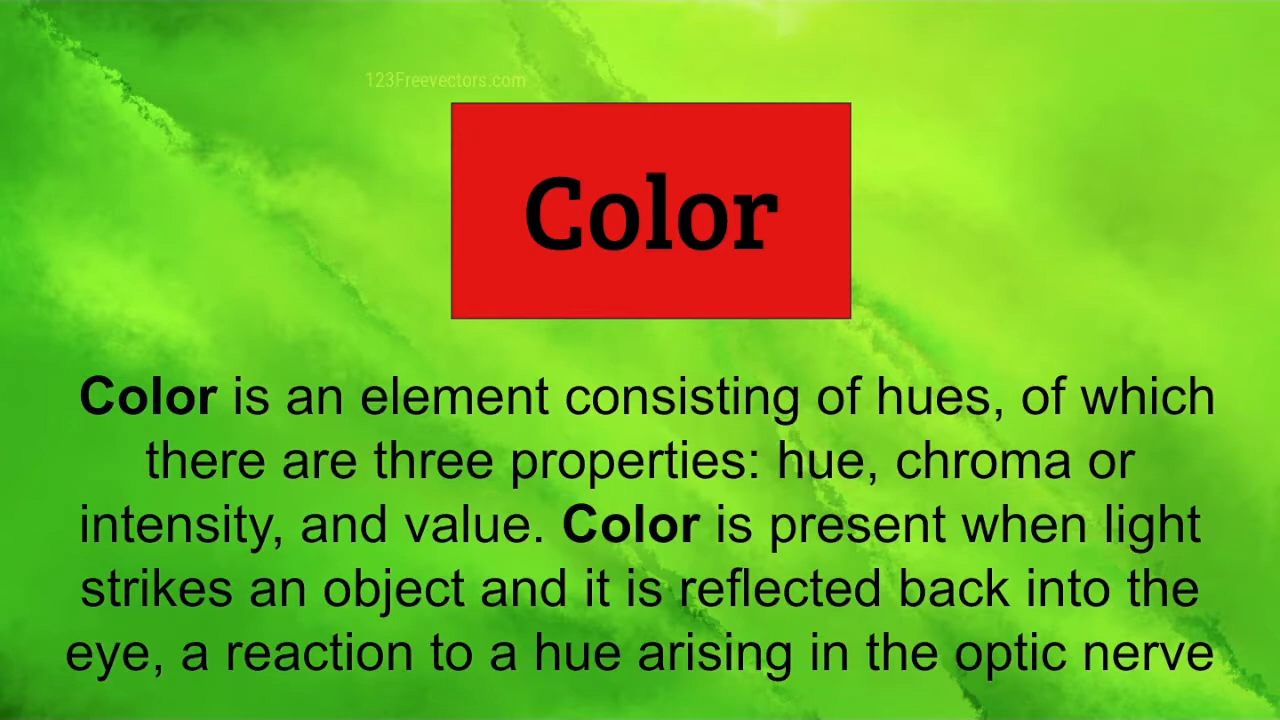 123Freevectors.com
Color
Color is an element consisting of hues, of which
there are three properties: hue, chroma or
intensity, and value. Color is present when light
strikes an object and it is reflected back into the
eye, a reaction to a hue arising in the optic nerve